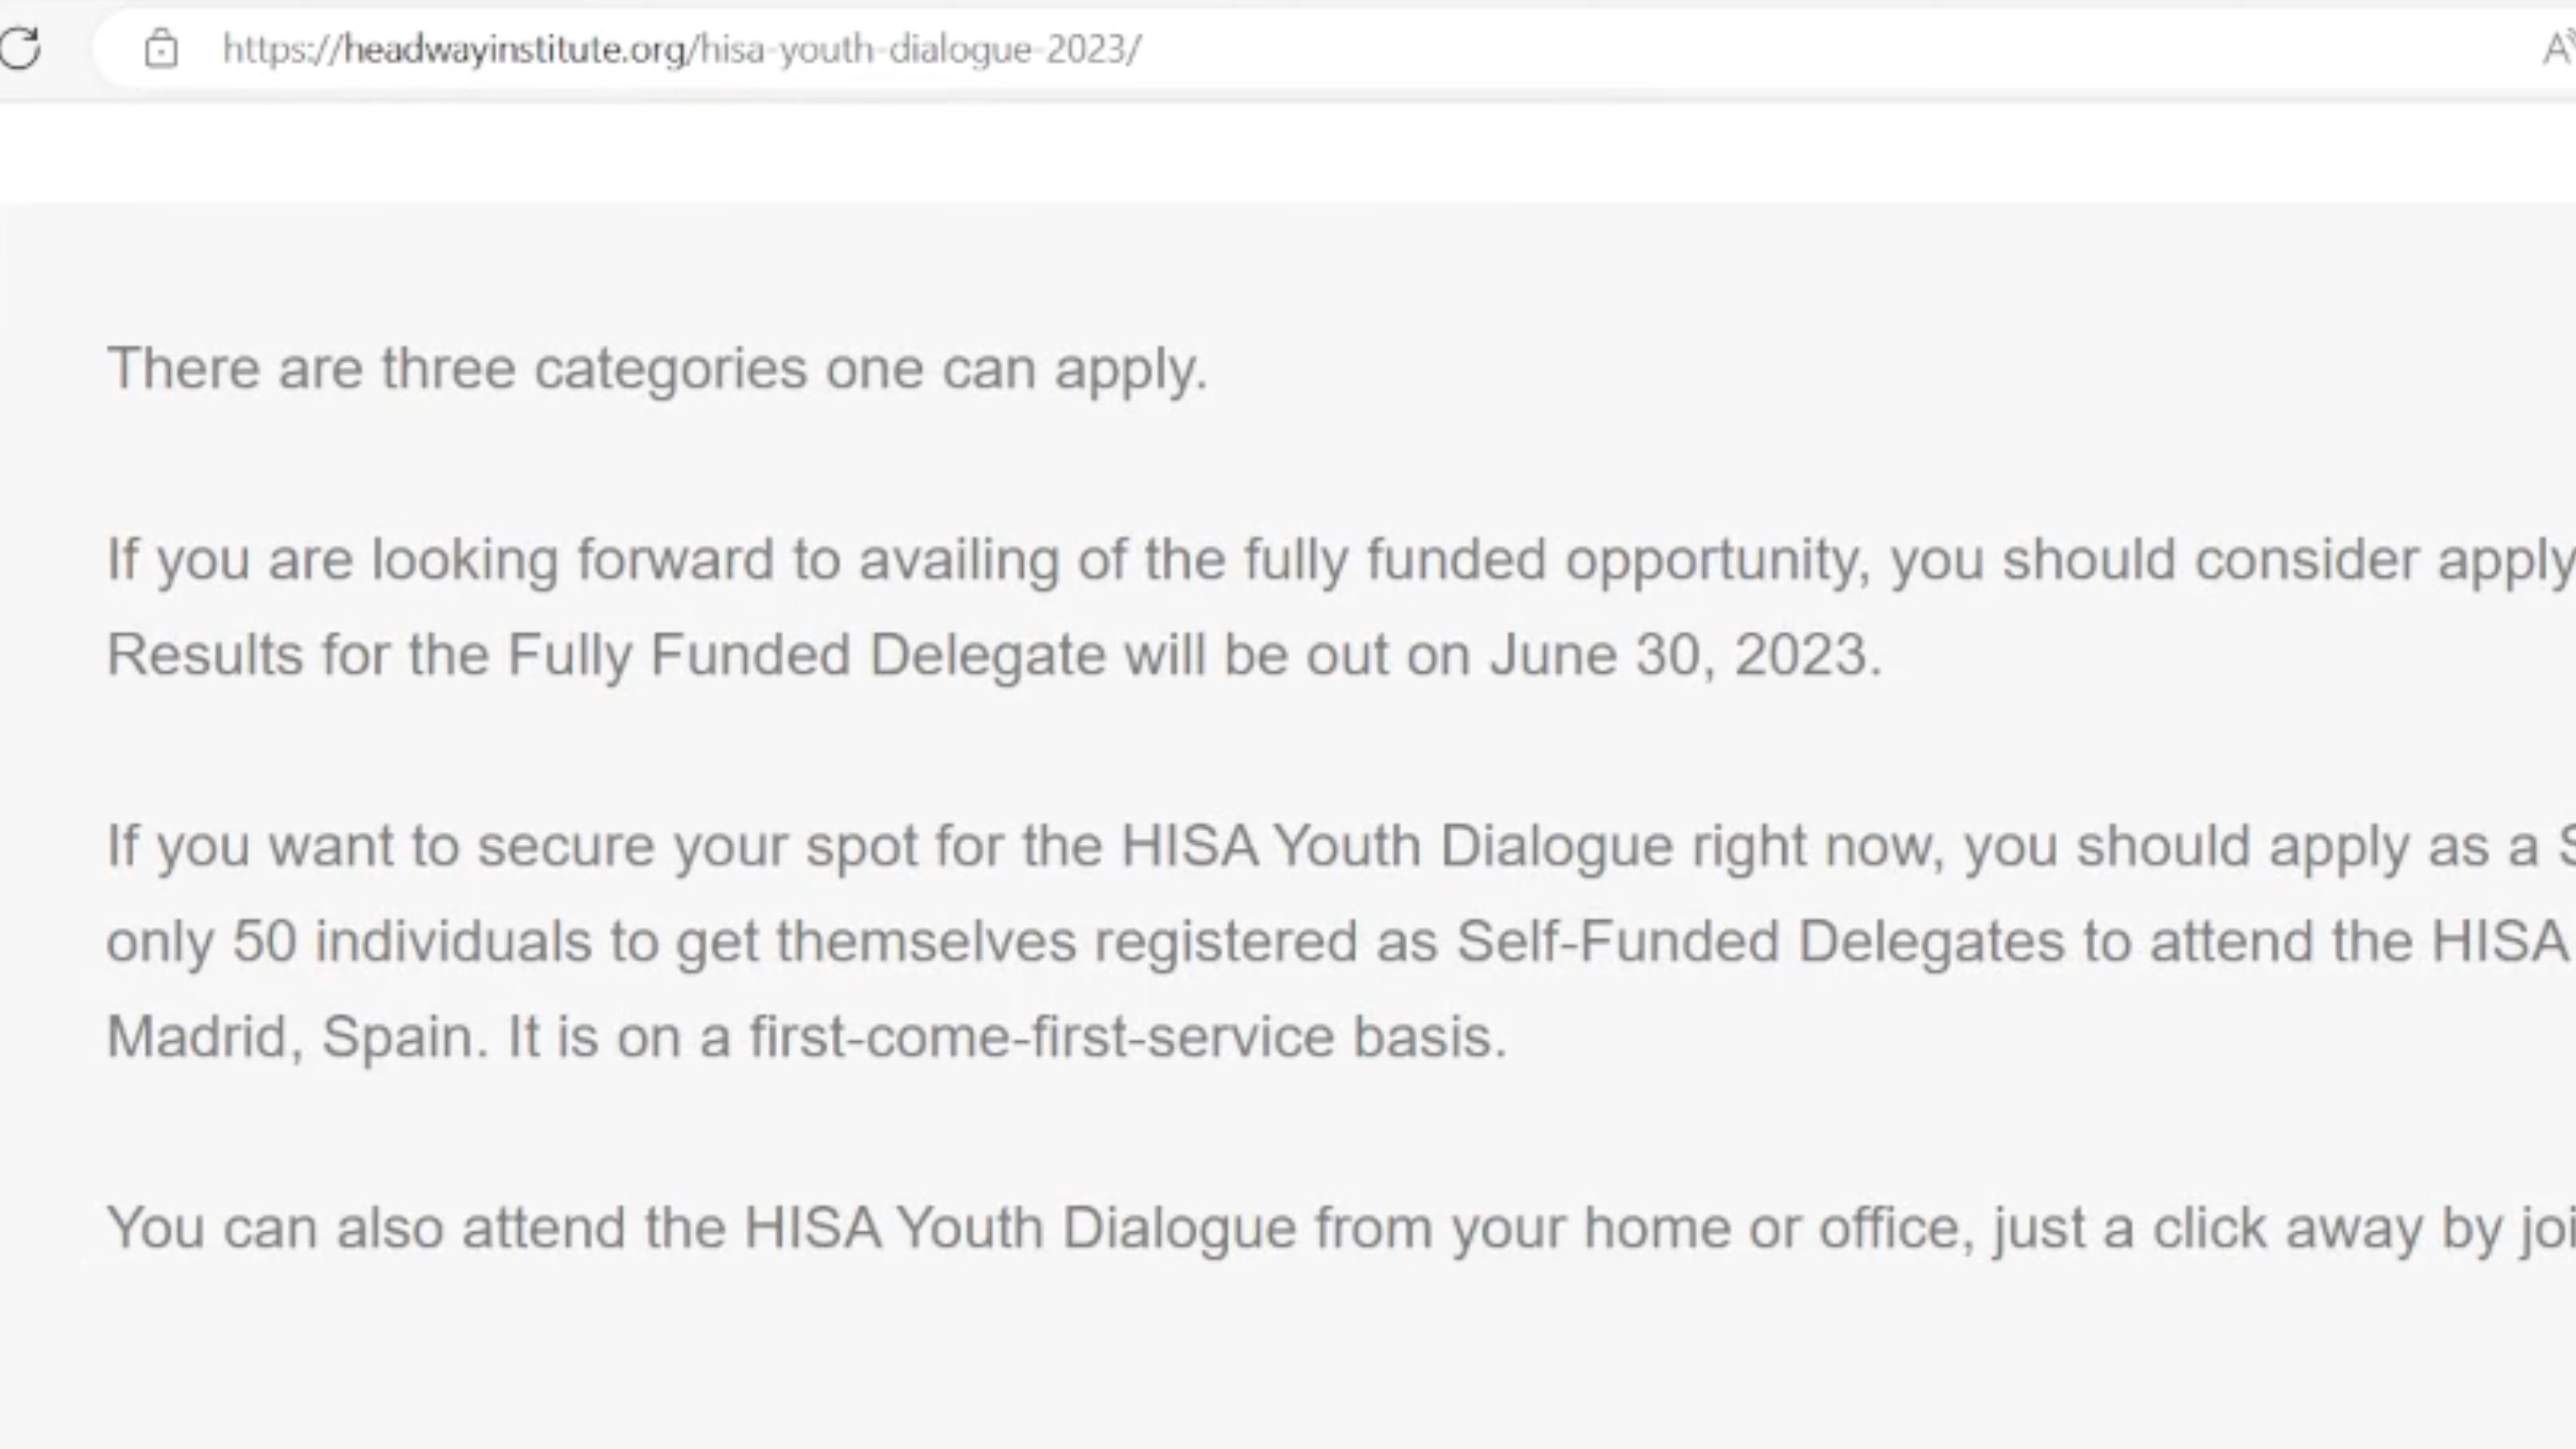 https://headwayinstitute.org/hisa-youth-dialogue-2023/
There are three categories one can apply.
If you are looking forward to availing of the fully funded opportunity, you should consider apply
Results for the Fully Funded Delegate will be out on June 30, 2023.
If you want to secure your spot for the HISA Youth Dialogue right now, you should apply as a S
only 50 individuals to get themselves registered as Self-Funded Delegates to attend the HISA
Madrid, Spain. It is on a first-come-first-service basis.
You can also attend the HISA Youth Dialogue from your home or office, just a click away by joi